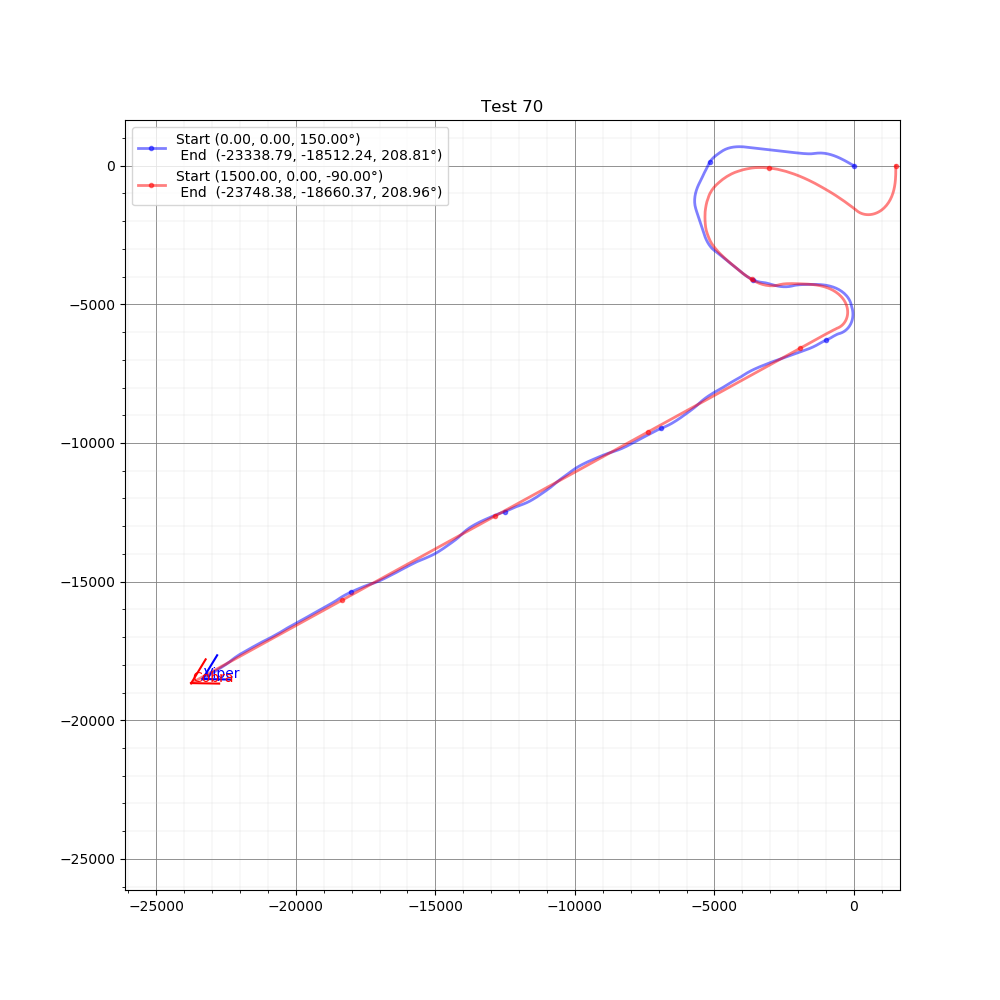 Test 70
Start (0.00, 0.00, 150.00°)
End  (-23338.79, -18512.24, 208.81°)
Start (1500.00, 0.00, -90.00°)
End  (-23748.38, -18660.37, 208.96°)
0
−5000
−10000
−15000
−20000
−25000
Viper
−25000
−20000
−15000
−10000
−5000
0